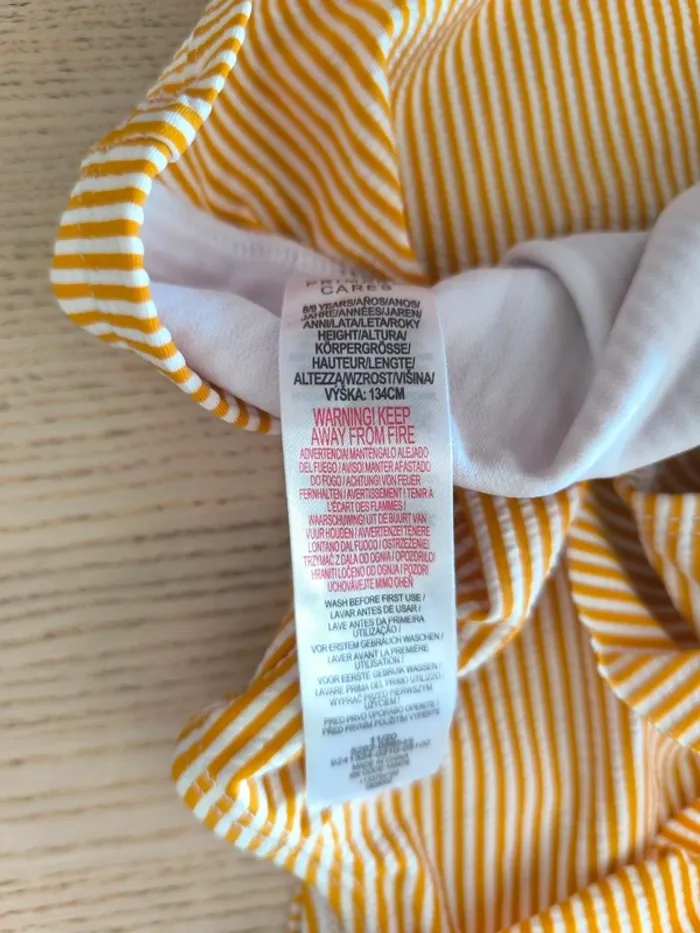 CARES
8/9 YEARS/AÑOS/ANOS/
JAHRE/ANNÉES/JAREN/
ANNI/LATA/LETA/ROKY
HEIGHT/ALTURA/
KÖRPERGRÖSSE/
HAUTEUR/LENGTE/
ALTEZZA/WZROST/VIŠINA/
VÝŠKA: 134CM
WARNING! KEEP
AWAY FROM FIRE
ADVERTENCIA! MANTENGALO ALEJADO
DEL FUEGO / AVISO! MANTER AFASTADO
DO FOGO / ACHTUNG! VON FEUER
FERNHALTEN / AVERTISSEMENT ! TENIR À
L'ÉCART DES FLAMMES /
WAARSCHUWING! UIT DE BUURT VAN
VUUR HOUDEN / AVVERTENZE! TENERE
LONTANO DAL FUOCO / OSTRZEŻENIE!
TRZYMAĆ Z DALA OD OGNIA / OPOZORILO!
HRANITI LOČENO OD OGNJA / POZOR!
UCHOVÁVEJTE MIMO OHEŇ
WASH BEFORE FIRST USE /
LAVAR ANTES DE USAR /
LAVE ANTES DA PRIMEIRA
UTILIZAÇÃO /
VOR ERSTEM GEBRAUCH WASCHEN /
LAVER AVANT LA PREMIÈRE
UTILISATION /
VOOR EERSTE GEBRUIK WASSEN /
LAVARE PRIMA DEL PRIMO UTILIZZO /
WYPRAĆ PRZED PIERWSZYM
UŻYCIEM /
PRED PRVO UPORABO OPERITE /
PŘED PRVNÍM POUŽITÍM VYPERTE
11/20
MADE IN CHINA